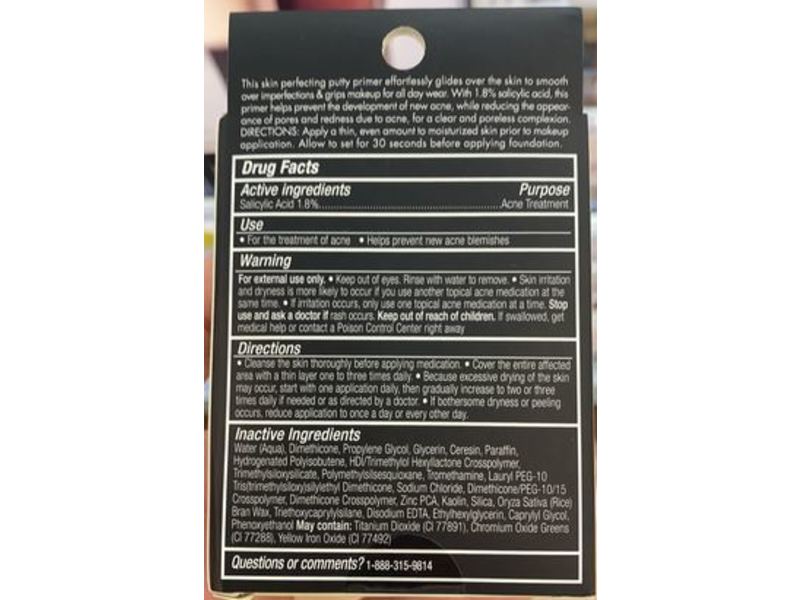 This skin perfecting putty primer effortlessly glides over the skin to smooth
over imperfections & grips makeup for all day wear. With 1.8% salicylic acid, this
primer helps prevent the development of new acne, while reducing the appear-
ance of pores and redness due to acne, for a clear and poreless complexion.
DIRECTIONS: Apply a thin, even amount to moisturized skin prior to makeup
application. Allow to set for 30 seconds before applying foundation.
Drug Facts
Active ingredients Purpose
Salicylic Acid 1.8%......................................................Acne Treatment
Use
• For the treatment of acne • Helps prevent new acne blemishes
Warning
For external use only. • Keep out of eyes. Rinse with water to remove. • Skin irritation
and dryness is more likely to occur if you use another topical acne medication at the
same time. • If irritation occurs, only use one topical acne medication at a time. Stop
use and ask a doctor if rash occurs. Keep out of reach of children. If swallowed, get
medical help or contact a Poison Control Center right away
Directions
• Cleanse the skin thoroughly before applying medication. • Cover the entire affected
area with a thin layer one to three times daily. • Because excessive drying of the skin
may occur, start with one application daily, then gradually increase to two or three
times daily if needed or as directed by a doctor. • If bothersome dryness or peeling
occurs, reduce application to once a day or every other day.
Inactive Ingredients
Water (Aqua), Dimethicone, Propylene Glycol, Glycerin, Ceresin, Paraffin,
Hydrogenated Polyisobutene, HDI/Trimethylol Hexyllactone Crosspolymer,
Trimethylsiloxysilicate, Polymethylsilsesquioxane, Tromethamine, Lauryl PEG-10
Tris(trimethylsiloxy)silylethyl Dimethicone, Sodium Chloride, Dimethicone/PEG-10/15
Crosspolymer, Dimethicone Crosspolymer, Zinc PCA, Kaolin, Silica, Oryza Sativa (Rice)
Bran Wax, Triethoxycaprylylsilane, Disodium EDTA, Ethylhexylglycerin, Caprylyl Glycol,
Phenoxyethanol May contain: Titanium Dioxide (CI 77891), Chromium Oxide Greens
(CI 77288), Yellow Iron Oxide (CI 77492)
Questions or comments? 1-888-315-9814